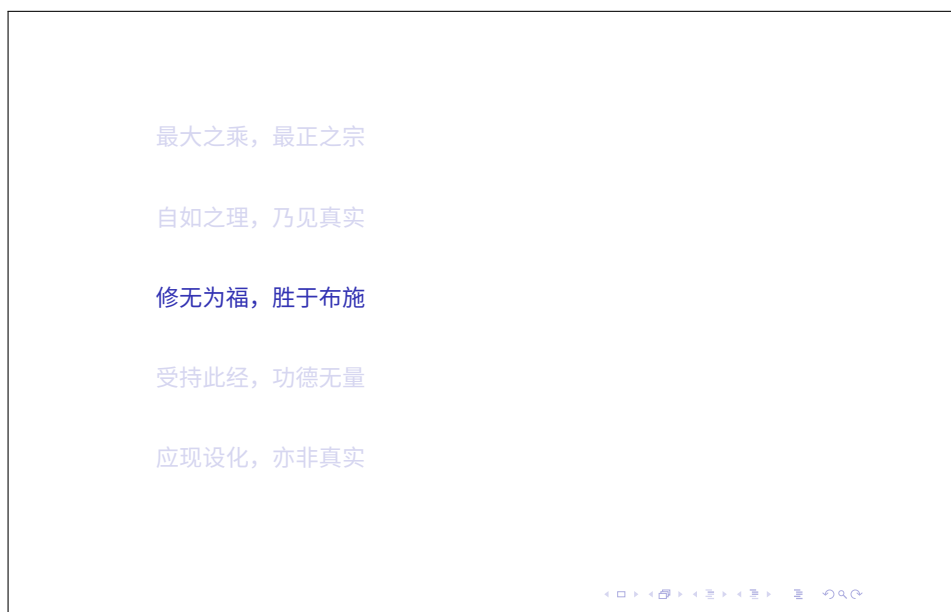 最大之乘，最正之宗
自如之理，乃见真实
修无为福，胜于布施
受持此经，功德无量
应现设化，亦非真实